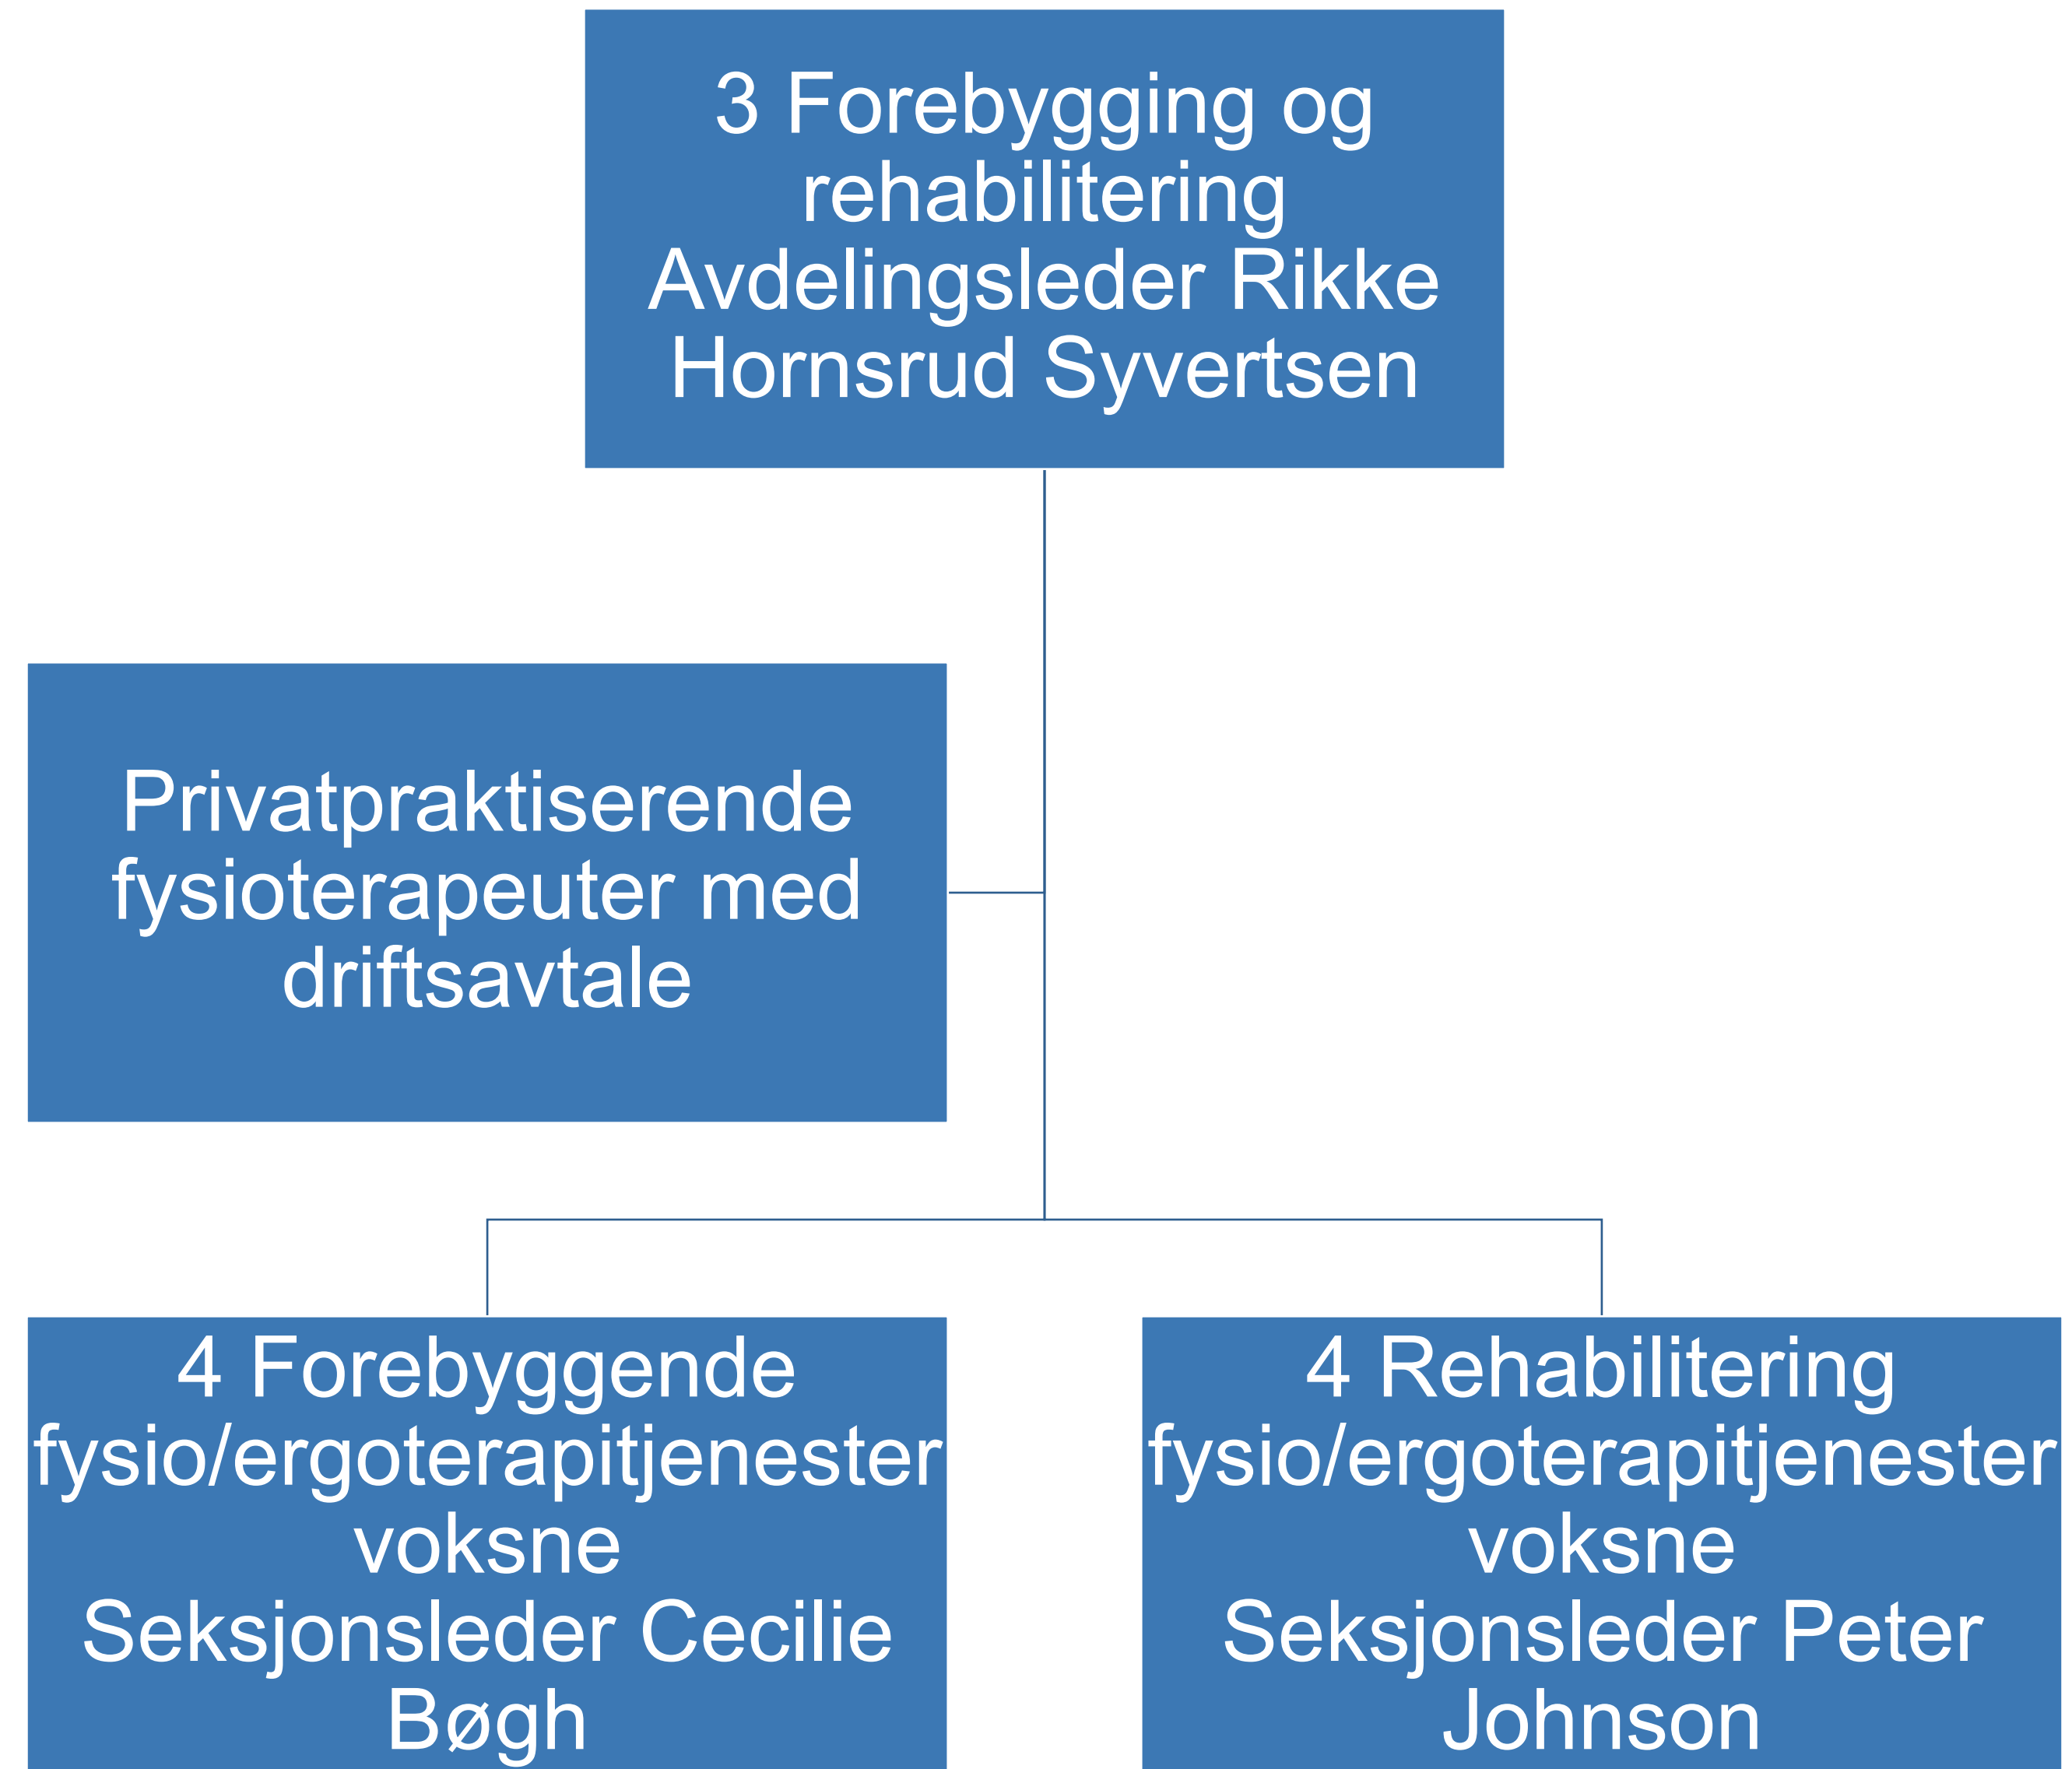 3 Forebygging og
rehabilitering
Avdelingsleder Rikke
Hornsrud Syvertsen
Privatpraktiserende
fysioterapeuter med
driftsavtale
4 Forebyggende
fysio/ergoterapitjenester
voksne
Seksjonsleder Cecilie
Bøgh
4 Rehabilitering
fysio/ergoterapitjenester
voksne
Seksjonsleder Peter
Johnson